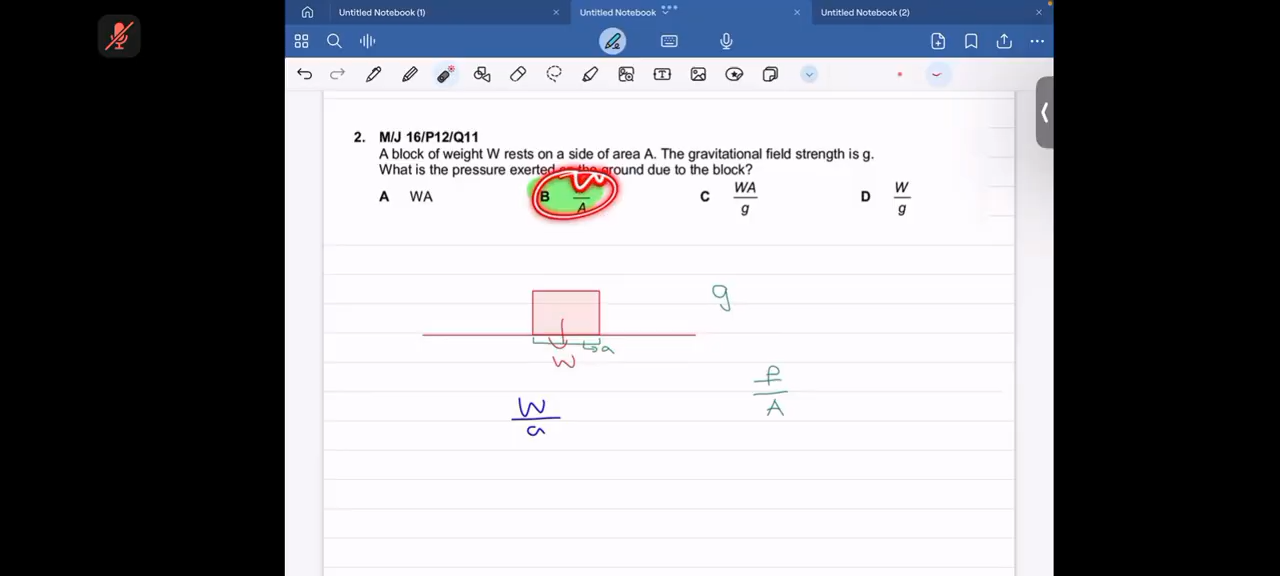 Untitled Notebook (1)
Untitled Notebook
Untitled Notebook (2)
2. M/J 16/P12/Q11
A block of weight W rests on a side of area A. The gravitational field strength is g.
What is the pressure exerted ground due to the block?
A WA
B
A
C WA
g
D W
g
g
a
W
W
a
A